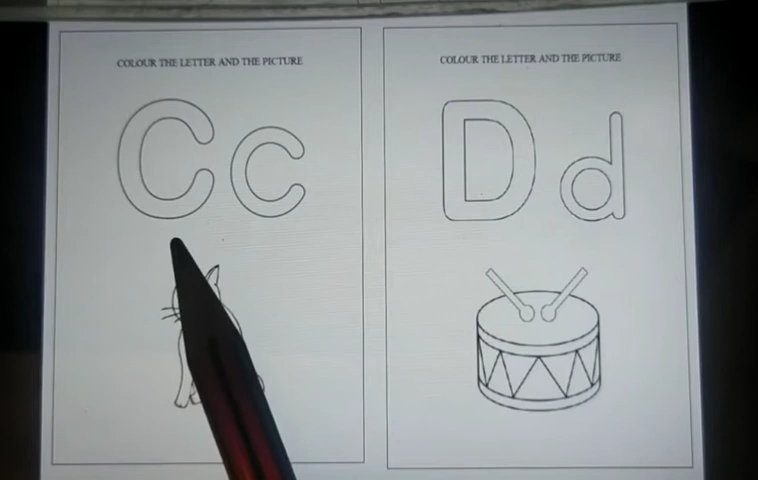 COLOUR THE LETTER AND THE PICTURE
Cc
COLOUR THE LETTER AND THE PICTURE
Dd